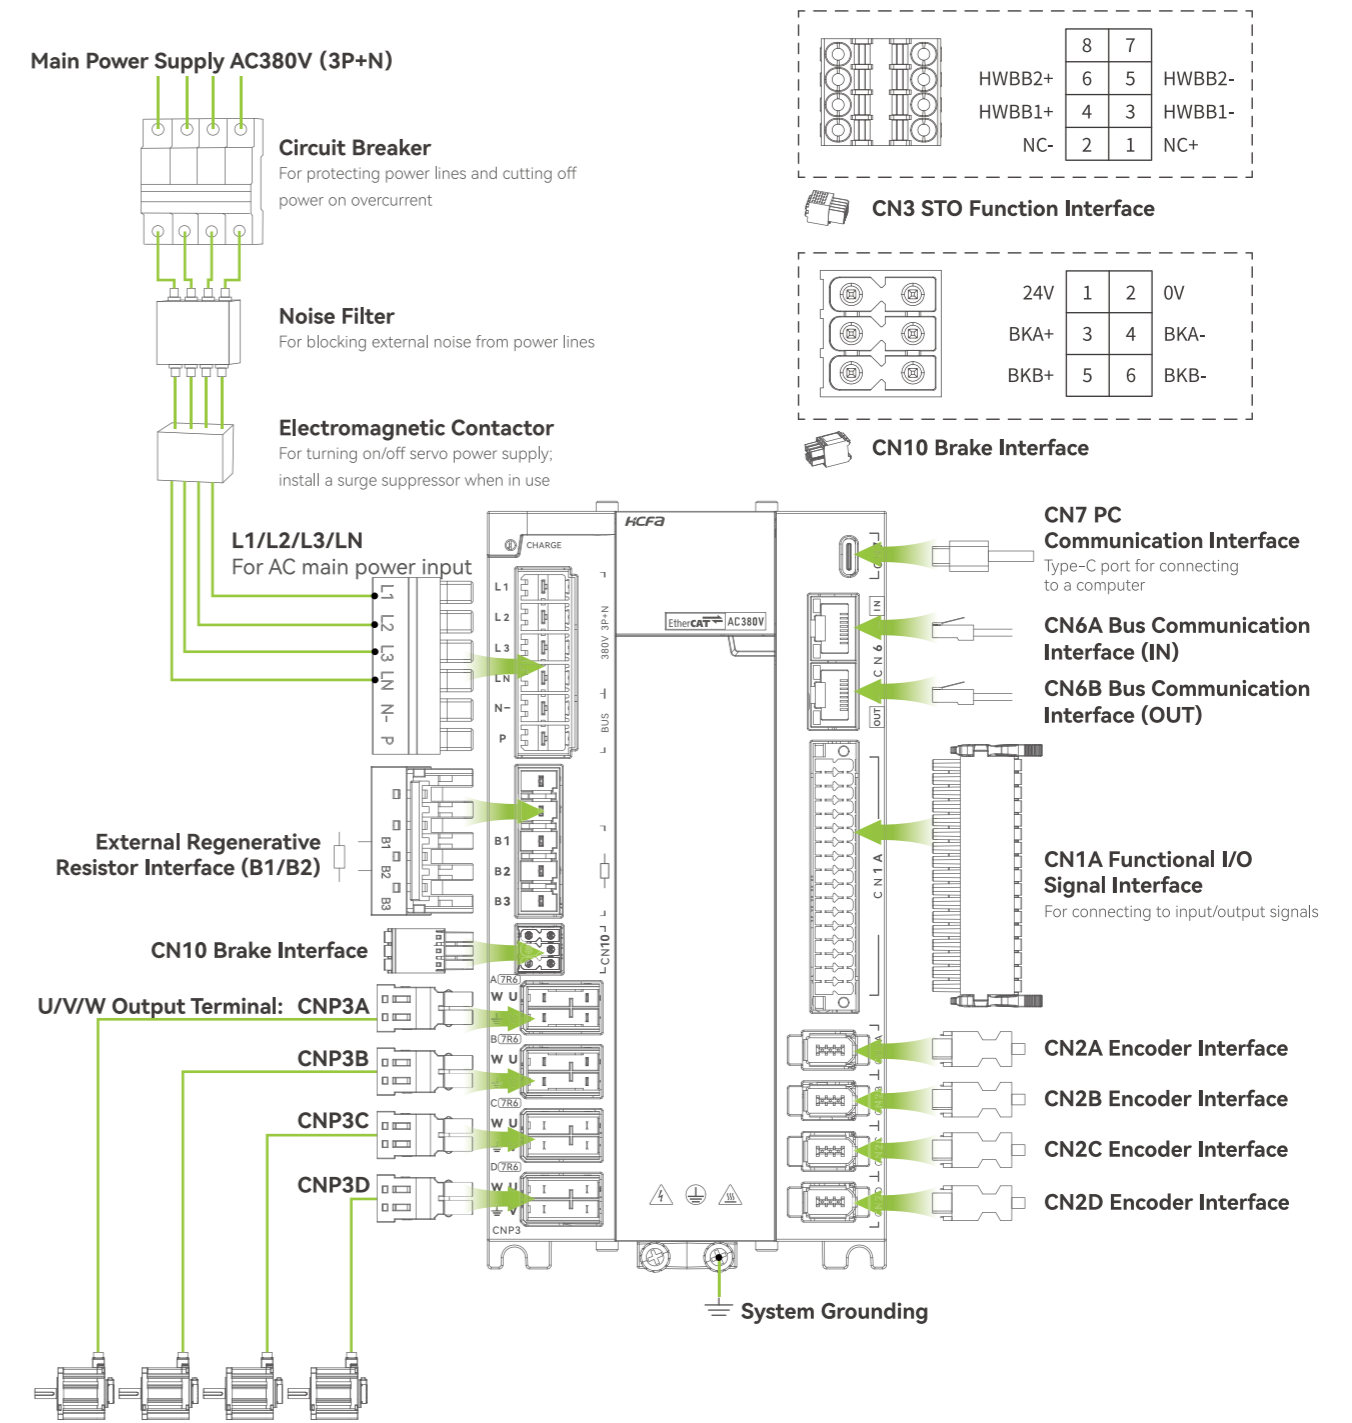 Main Power Supply AC380V (3P+N)
Circuit Breaker
For protecting power lines and cutting off
power on overcurrent
Noise Filter
For blocking external noise from power lines
Electromagnetic Contactor
For turning on/off servo power supply;
install a surge suppressor when in use
L1/L2/L3/LN
For AC main power input
8 7
HWBB2+ 6 5 HWBB2-
HWBB1+ 4 3 HWBB1-
NC- 2 1 NC+
CN3 STO Function Interface
24V 1 2 0V
BKA+ 3 4 BKA-
BKB+ 5 6 BKB-
CN10 Brake Interface
HCFA
CHARGE
EtherCAT AC380V
L1
L2
L3
LN
N-
P
380V 3P+N
BUS
L1
L2
L3
LN
N-
P
B1
B2
B3
B1
B2
B3
CN10
External Regenerative
Resistor Interface (B1/B2)
CN10 Brake Interface
U/V/W Output Terminal: CNP3A
CNP3B
CNP3C
CNP3D
A 7R6
W U
B 7R6
W U
C 7R6
W U
D 7R6
W U
V
CNP3
IN
CN6
OUT
CN1A
CN7 PC
Communication Interface
Type-C port for connecting
to a computer
CN6A Bus Communication
Interface (IN)
CN6B Bus Communication
Interface (OUT)
CN1A Functional I/O
Signal Interface
For connecting to input/output signals
CN2A Encoder Interface
CN2B Encoder Interface
CN2C Encoder Interface
CN2D Encoder Interface
System Grounding